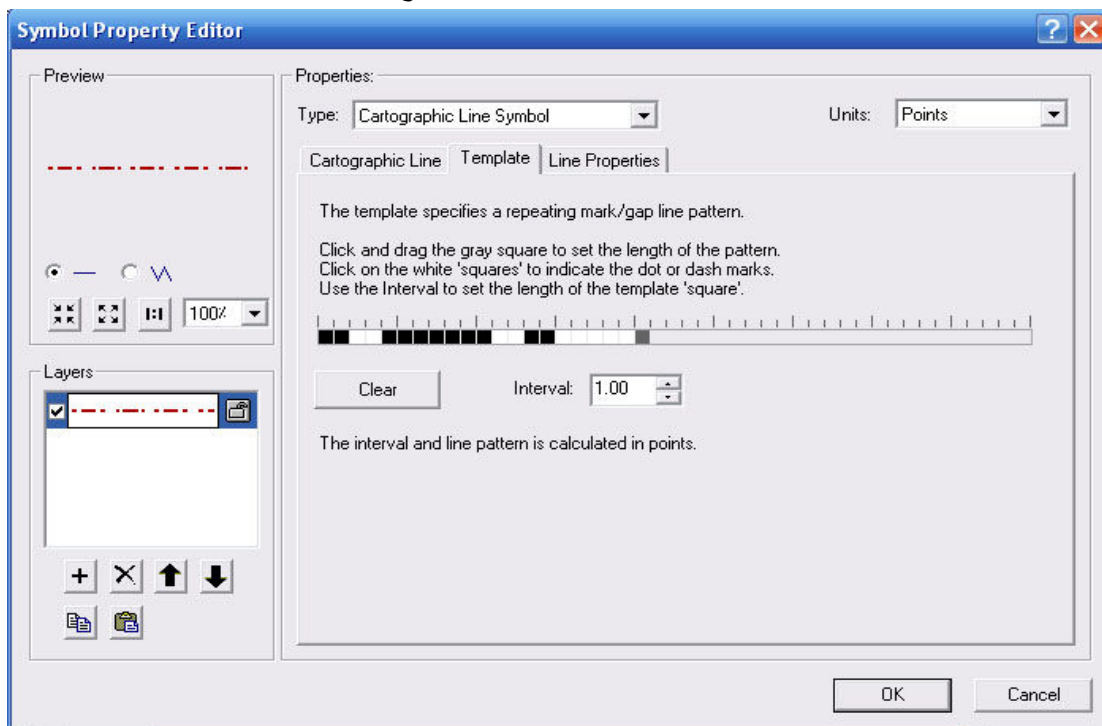 Symbol Property Editor
Preview
100%
Layers
Properties:
Type: Cartographic Line Symbol Units: Points
Cartographic Line Template Line Properties
The template specifies a repeating mark/gap line pattern.
Click and drag the gray square to set the length of the pattern.
Click on the white 'squares' to indicate the dot or dash marks.
Use the Interval to set the length of the template 'square'.
Clear Interval: 1.00
The interval and line pattern is calculated in points.
OK Cancel